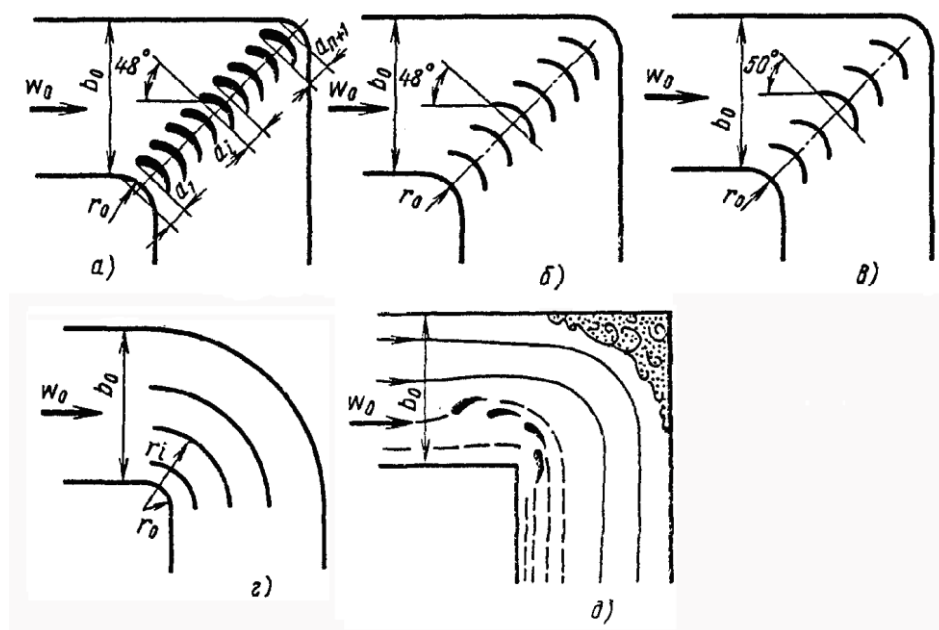 48°
b₀
w₀
r₀
a₁
aᵢ
aₙ₊₁
а)
48°
b₀
w₀
r₀
б)
50°
b₀
w₀
r₀
в)
w₀
b₀
rᵢ
r₀
г)
w₀
b₀
д)